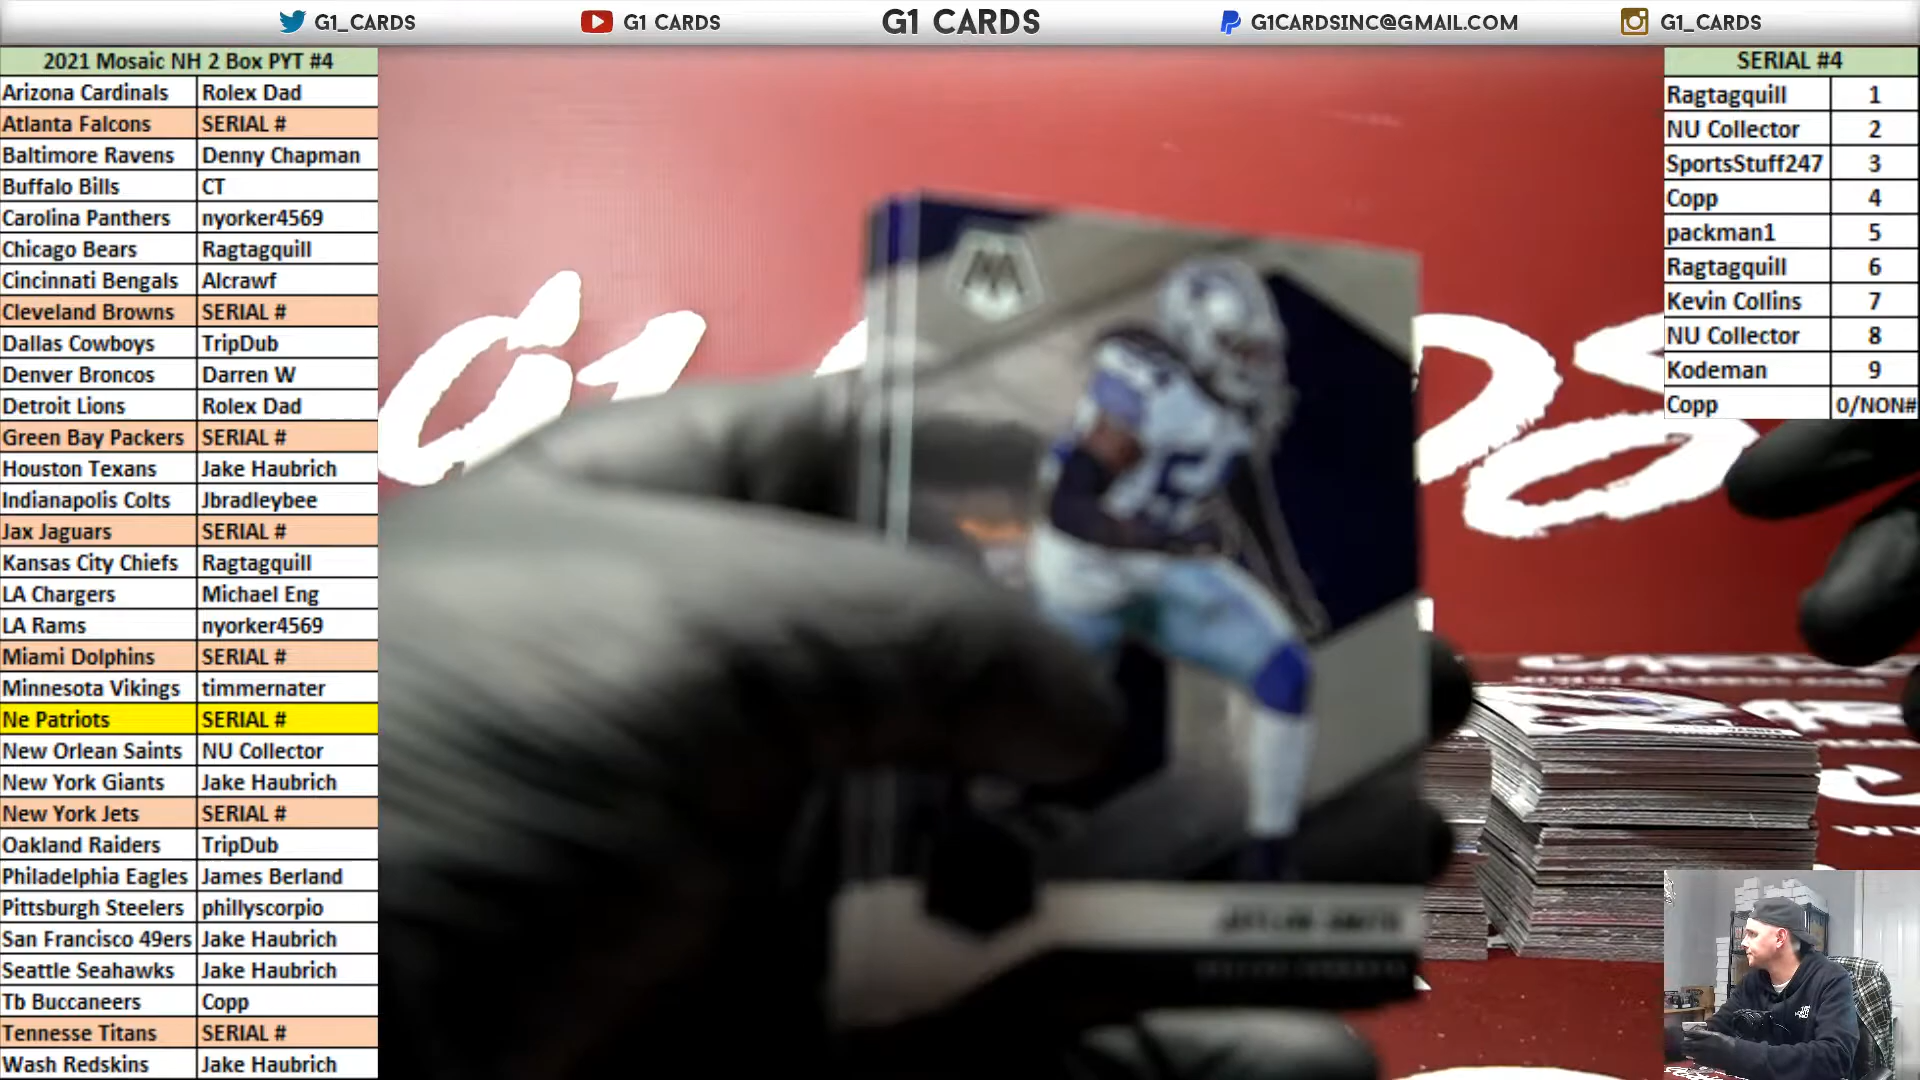 G1_CARDS
G1 CARDS
G1 CARDS
G1CARDSINC@GMAIL.COM
G1_CARDS
2021 Mosaic NH 2 Box PYT #4
Arizona Cardinals Rolex Dad
Atlanta Falcons SERIAL #
Baltimore Ravens Denny Chapman
Buffalo Bills CT
Carolina Panthers nyorker4569
Chicago Bears Ragtagquill
Cincinnati Bengals Alcrawf
Cleveland Browns SERIAL #
Dallas Cowboys TripDub
Denver Broncos Darren W
Detroit Lions Rolex Dad
Green Bay Packers SERIAL #
Houston Texans Jake Haubrich
Indianapolis Colts Jbradleybee
Jax Jaguars SERIAL #
Kansas City Chiefs Ragtagquill
LA Chargers Michael Eng
LA Rams nyorker4569
Miami Dolphins SERIAL #
Minnesota Vikings timmernater
Ne Patriots SERIAL #
New Orlean Saints NU Collector
New York Giants Jake Haubrich
New York Jets SERIAL #
Oakland Raiders TripDub
Philadelphia Eagles James Berland
Pittsburgh Steelers phillyscorpio
San Francisco 49ers Jake Haubrich
Seattle Seahawks Jake Haubrich
Tb Buccaneers Copp
Tennesse Titans SERIAL #
Wash Redskins Jake Haubrich
SERIAL #4
Ragtagquill 1
NU Collector 2
SportsStuff247 3
Copp 4
packman1 5
Ragtagquill 6
Kevin Collins 7
NU Collector 8
Kodeman 9
Copp 0/NON#